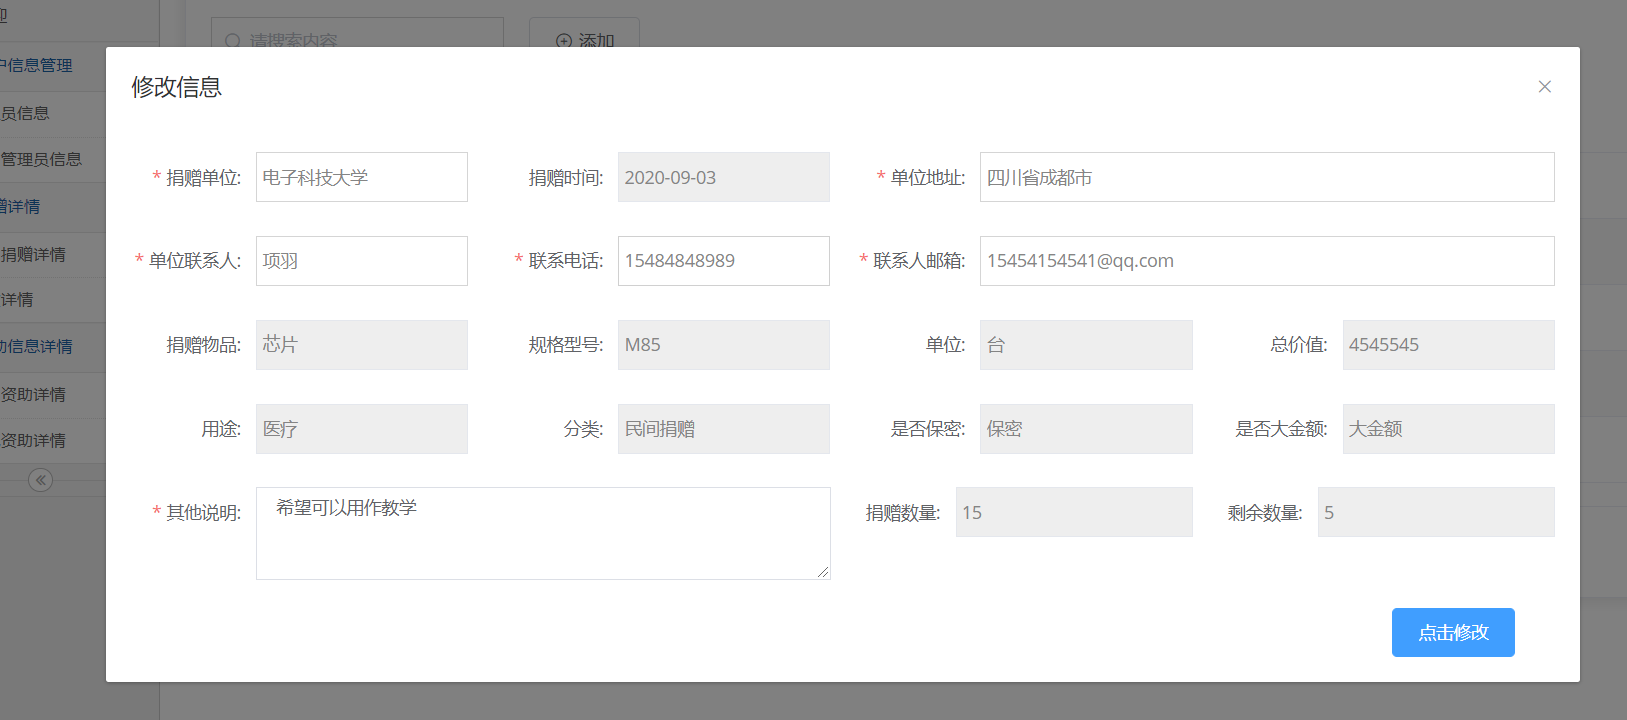 迎
请搜索内容
添加
户信息管理
员信息
管理员信息
赠详情
捐赠详情
详情
助信息详情
资助详情
资助详情
修改信息
* 捐赠单位: 电子科技大学 捐赠时间: 2020-09-03 * 单位地址: 四川省成都市
* 单位联系人: 项羽 * 联系电话: 15484848989 * 联系人邮箱: 15454154541@qq.com
捐赠物品: 芯片 规格型号: M85 单位: 台 总价值: 4545545
用途: 医疗 分类: 民间捐赠 是否保密: 保密 是否大金额: 大金额
* 其他说明: 希望可以用作教学 捐赠数量: 15 剩余数量: 5
点击修改